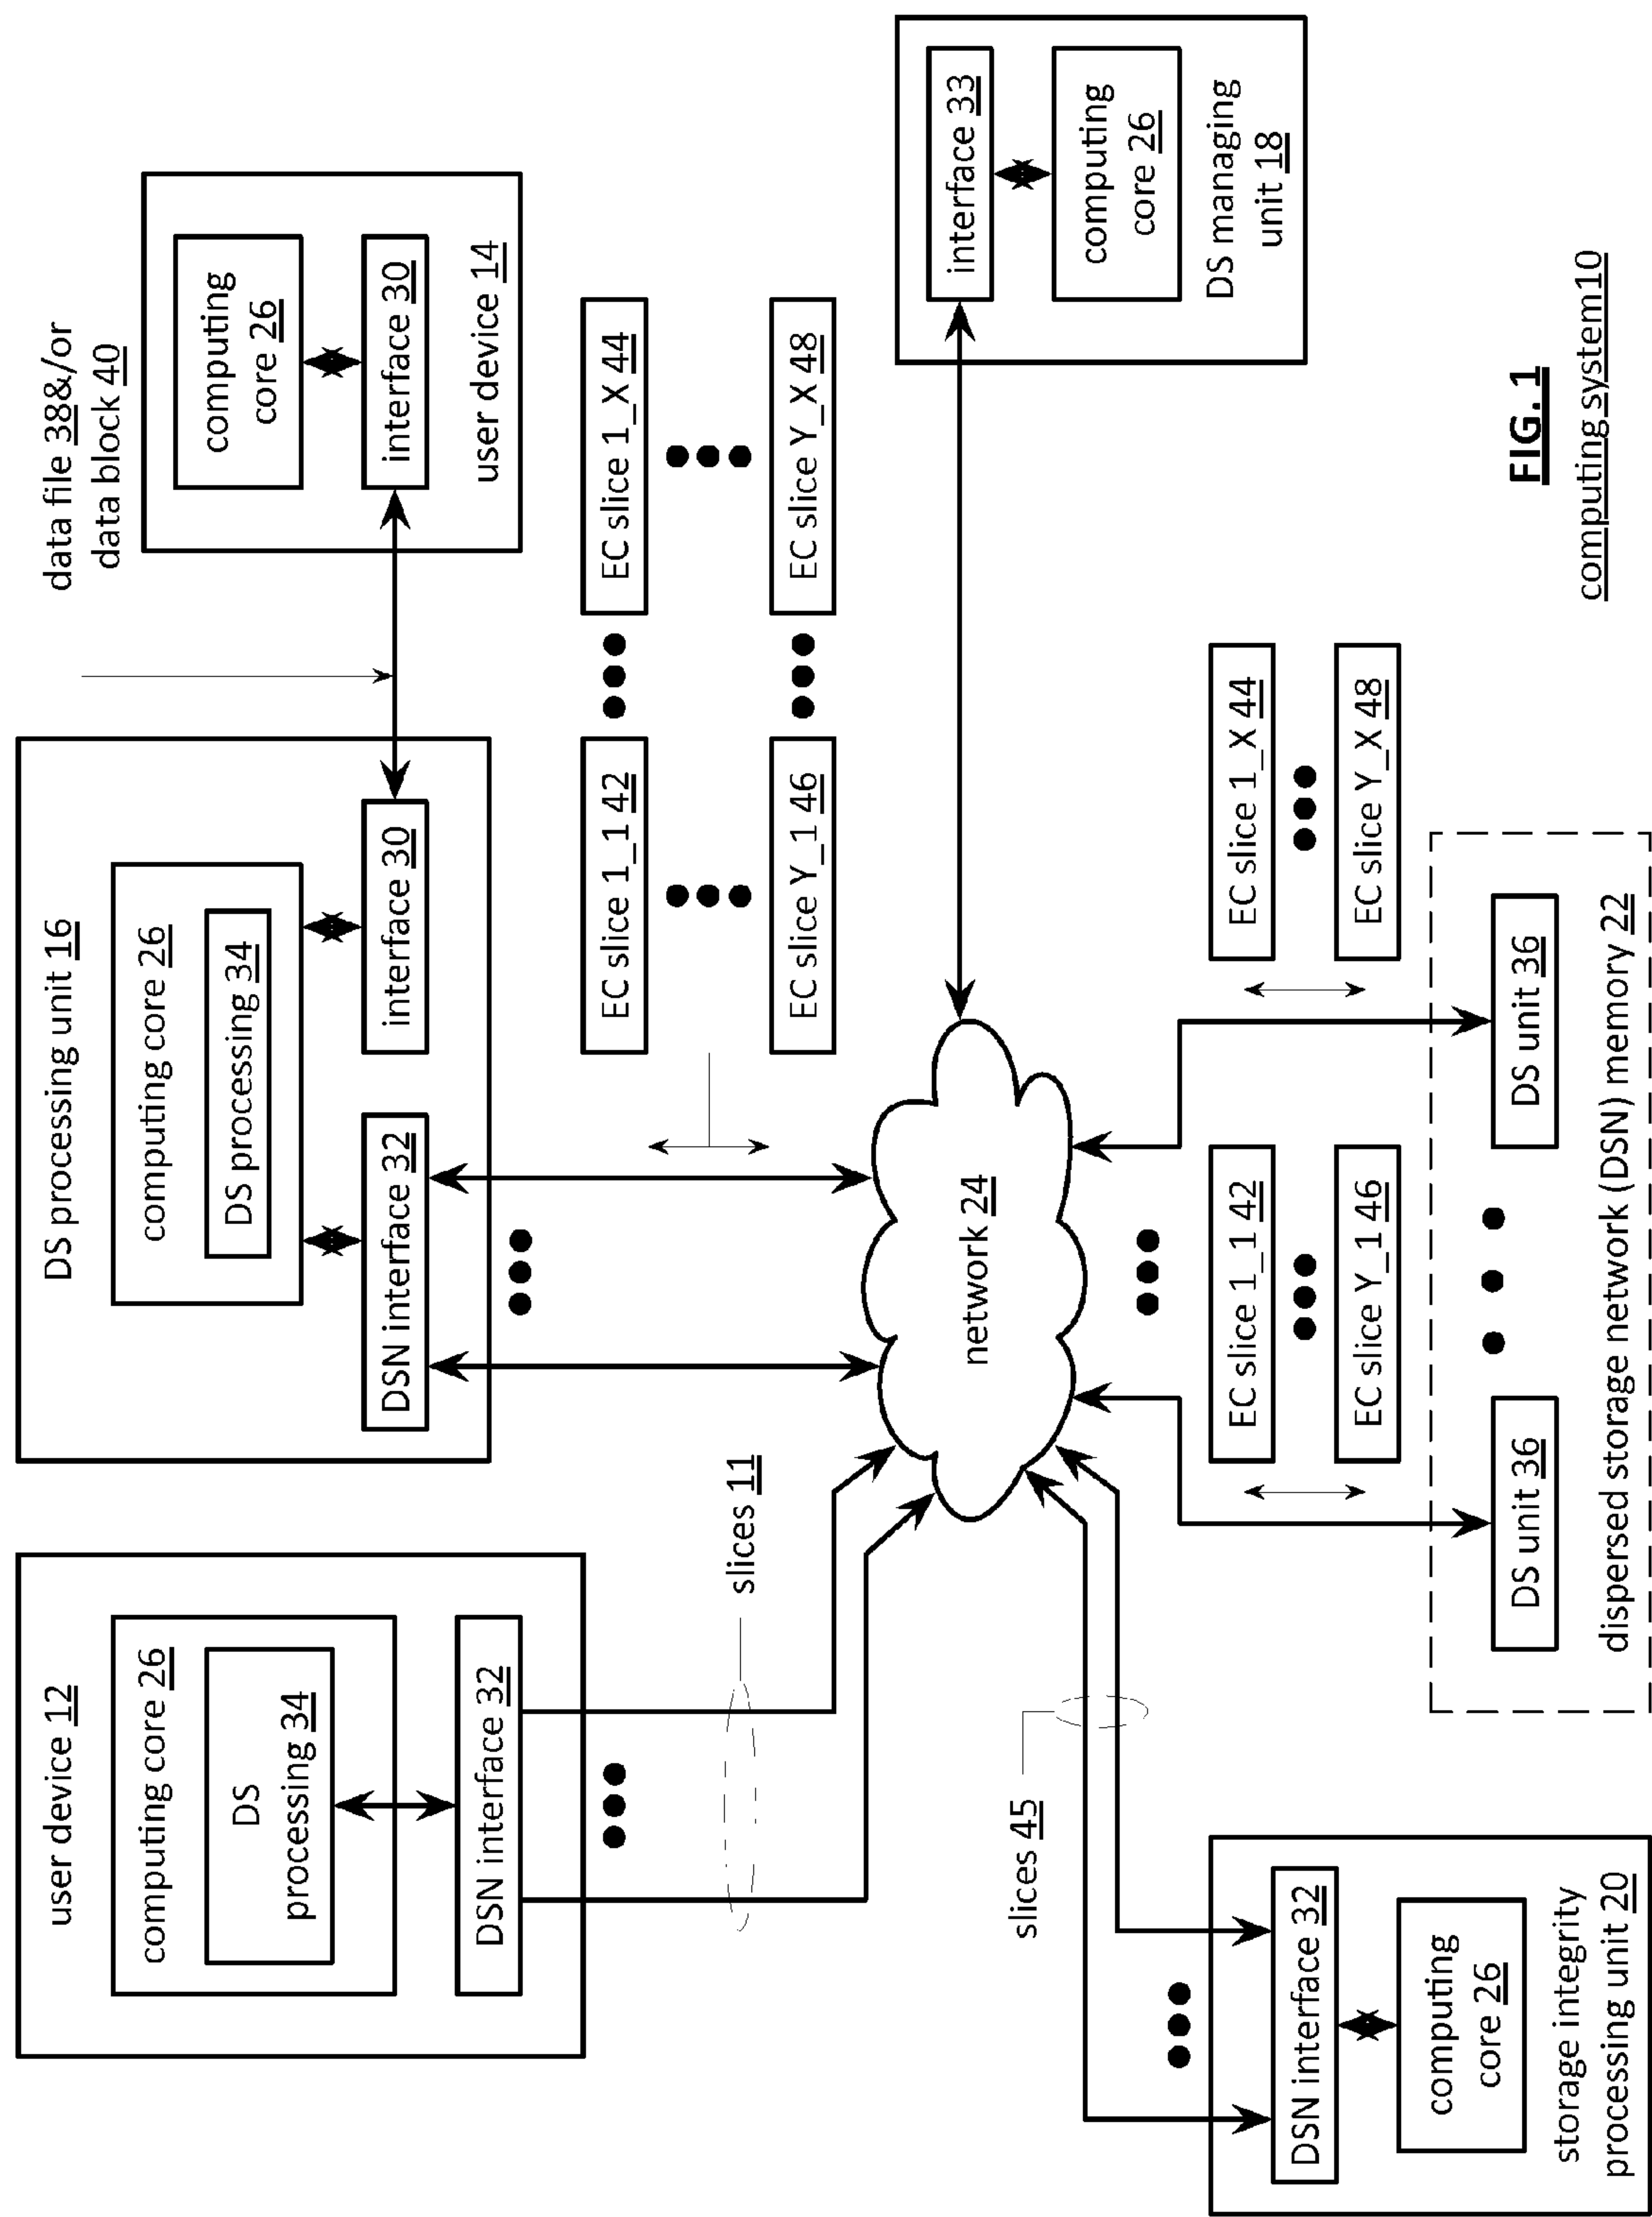 user device 12
computing core 26
DS
processing 34
DSN interface 32
slices 11
DS processing unit 16
computing core 26
DS processing 34
DSN interface 32
interface 30
data file 38&/or
data block 40
computing
core 26
interface 30
user device 14
EC slice 1_1 42
EC slice 1_X 44
EC slice Y_1 46
EC slice Y_X 48
network 24
interface 33
computing
core 26
DS managing
unit 18
slices 45
DSN interface 32
computing
core 26
storage integrity
processing unit 20
EC slice 1_1 42
EC slice Y_1 46
EC slice 1_X 44
EC slice Y_X 48
DS unit 36
DS unit 36
dispersed storage network (DSN) memory 22
FIG. 1
computing system10